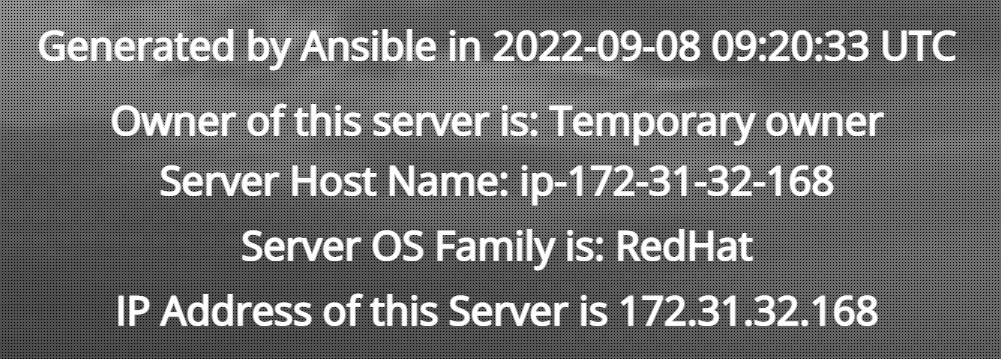 Generated by Ansible in 2022-09-08 09:20:33 UTC
Owner of this server is: Temporary owner
Server Host Name: ip-172-31-32-168
Server OS Family is: RedHat
IP Address of this Server is 172.31.32.168